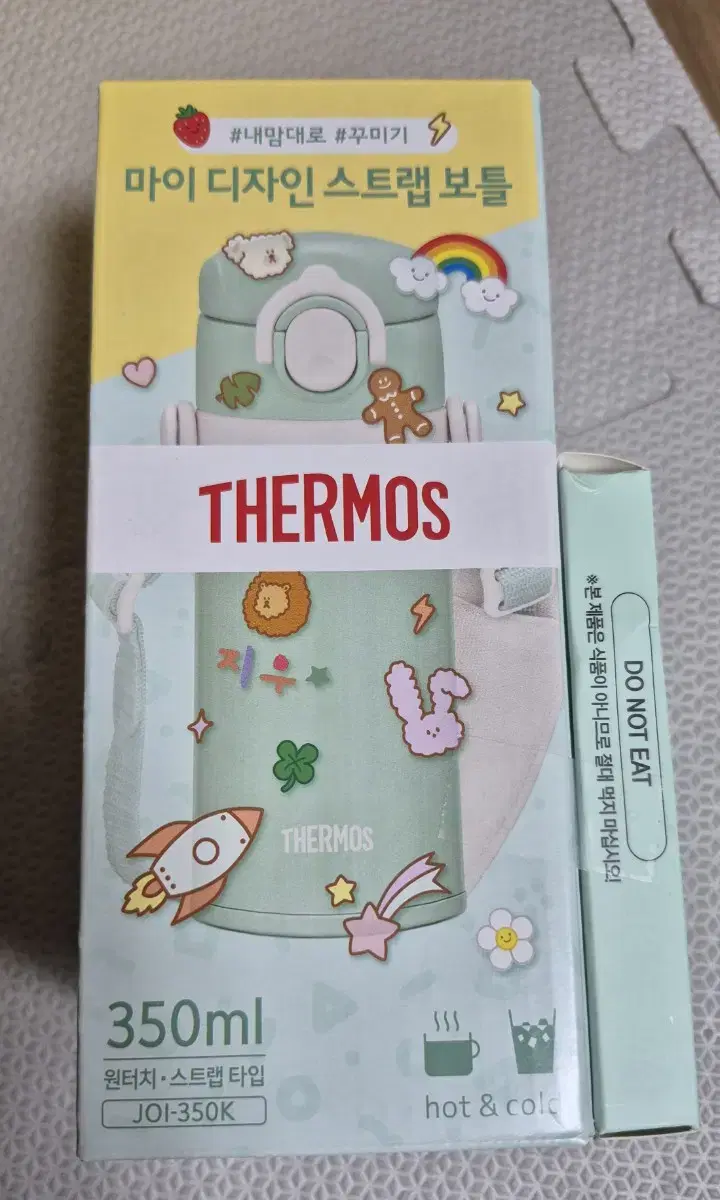 #내맘대로 #꾸미기
마이 디자인 스트랩 보틀
THERMOS
지우
THERMOS
350ml
원터치·스트랩 타입
JOI-350K
hot & cold
DO NOT EAT
※본 제품은 식품이 아니므로 절대 먹지 마십시오!